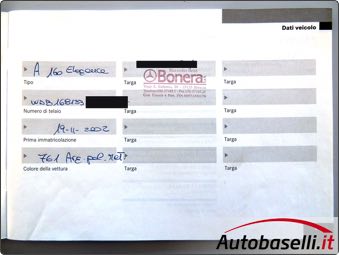 Dati veicolo
A 160 Elegance
Tipo
Targa
Bonera
WDB168133
Numero di telaio
Targa
Targa
19-11-2002
Prima immatricolazione
Targa
Targa
761 Arg. pol. met
Colore della vettura
Targa
Targa
Autobaselli.it